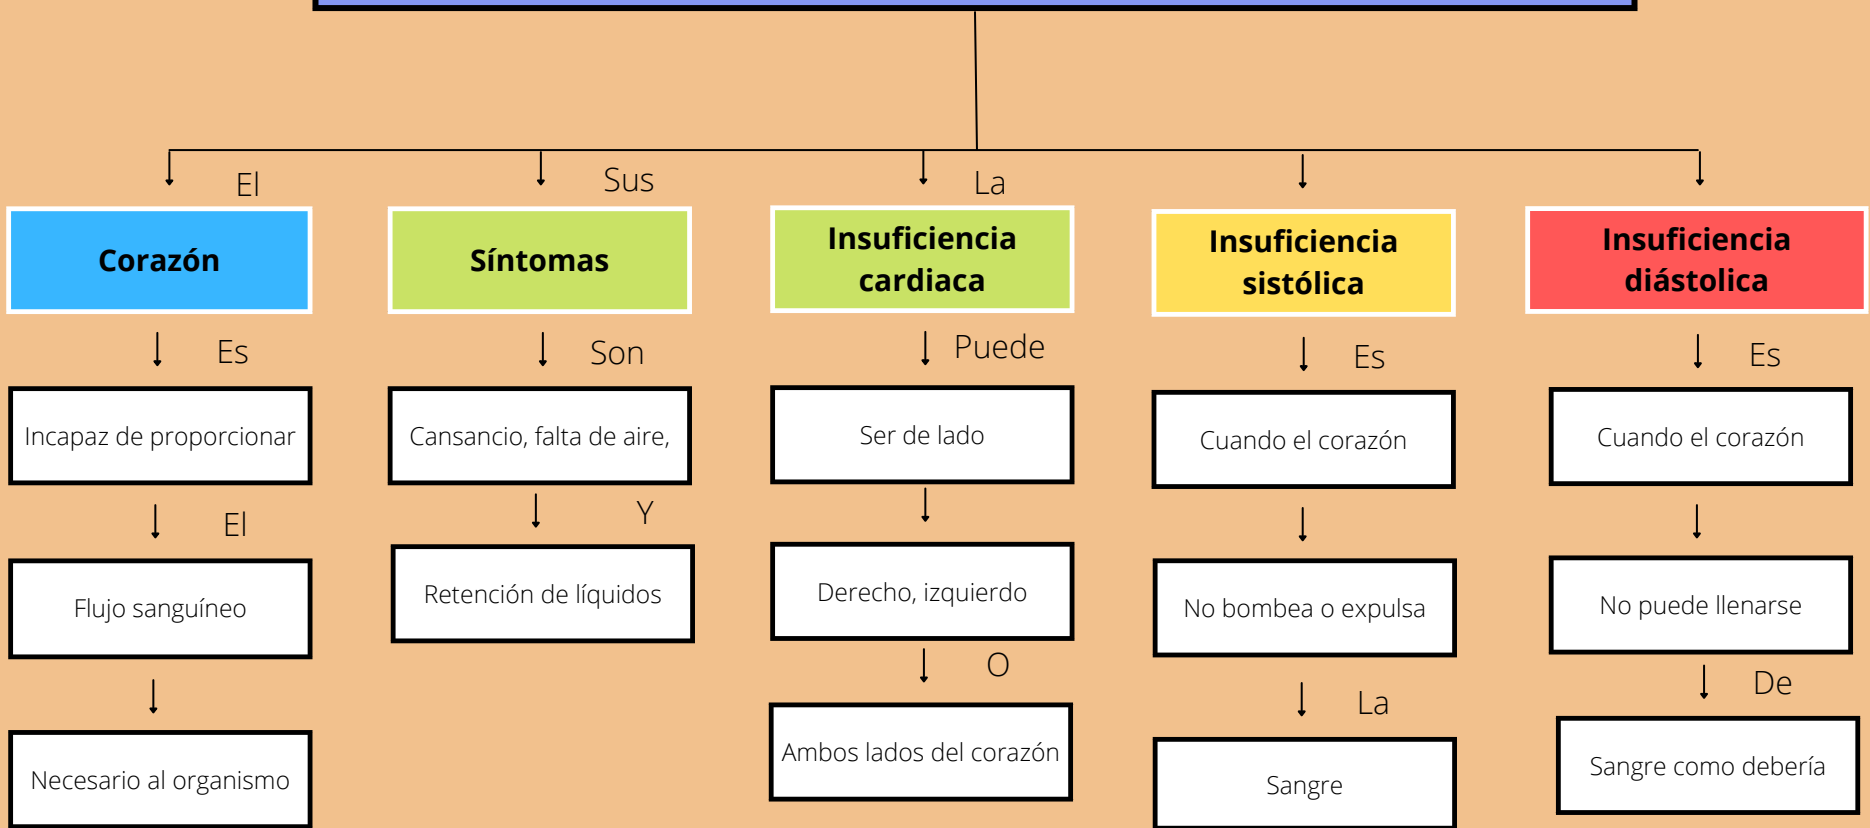 El
Sus
La
Corazón
Síntomas
Insuficiencia
cardiaca
Insuficiencia
sistólica
Insuficiencia
diástolica
Es
Son
Puede
Es
Es
Incapaz de proporcionar
Cansancio, falta de aire,
Ser de lado
Cuando el corazón
Cuando el corazón
El
Y
Flujo sanguíneo
Retención de líquidos
Derecho, izquierdo
No bombea o expulsa
No puede llenarse
O
La
De
Necesario al organismo
Ambos lados del corazón
Sangre
Sangre como debería